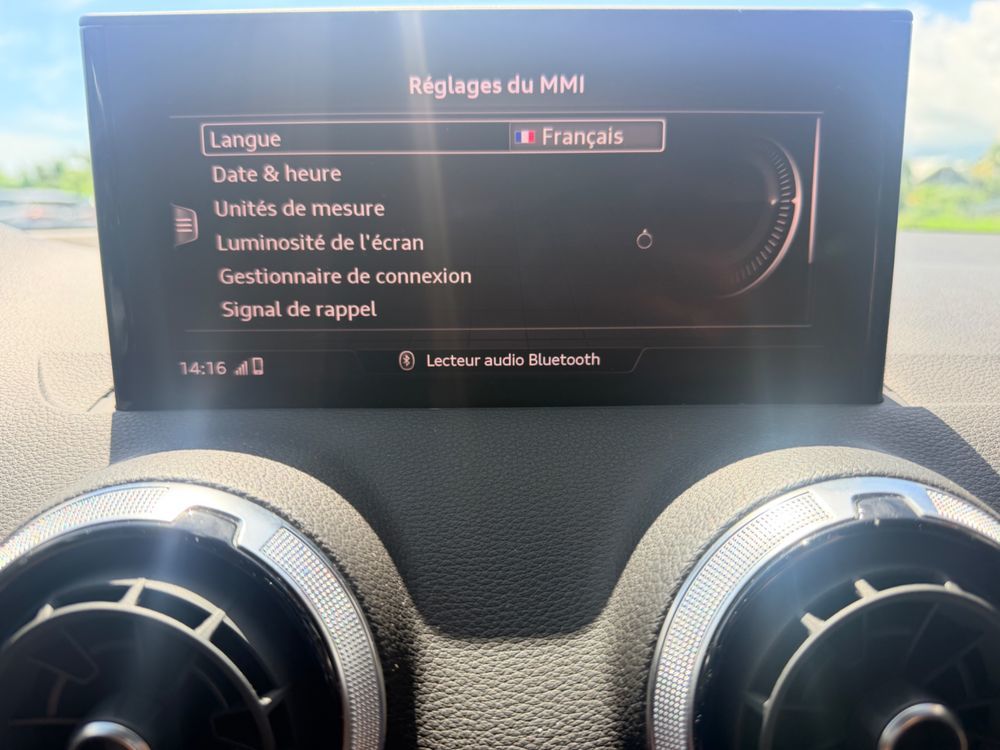 Réglages du MMI
Langue Français
Date & heure
Unités de mesure
Luminosité de l'écran
Gestionnaire de connexion
Signal de rappel
14:16 Lecteur audio Bluetooth